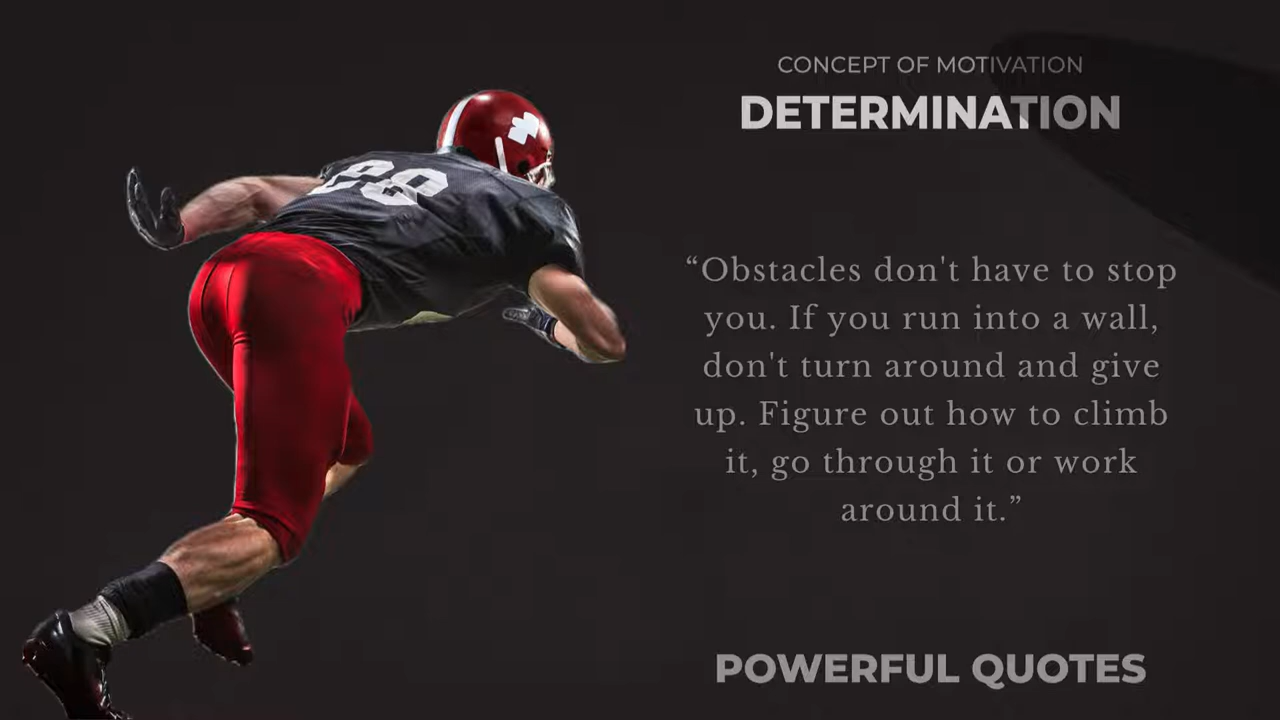 CONCEPT OF MOTIVATION
DETERMINATION
“Obstacles don't have to stop
you. If you run into a wall,
don't turn around and give
up. Figure out how to climb
it, go through it or work
around it.”
POWERFUL QUOTES